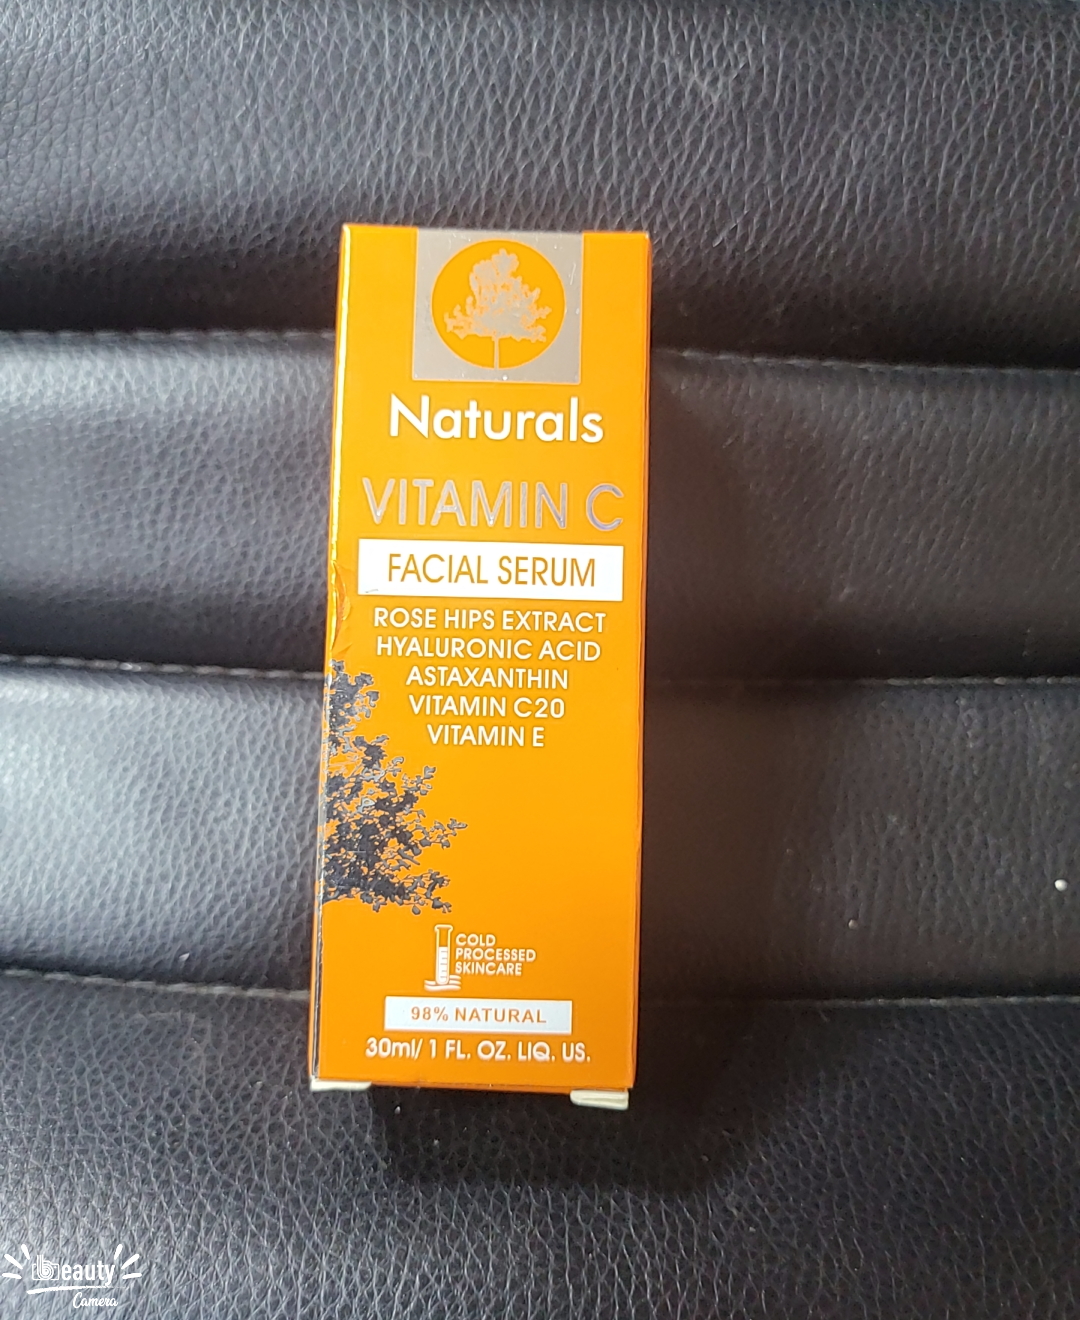 Naturals
VITAMIN C
FACIAL SERUM
ROSE HIPS EXTRACT
HYALURONIC ACID
ASTAXANTHIN
VITAMIN C20
VITAMIN E
COLD
PROCESSED
SKINCARE
98% NATURAL
30ml/ 1 FL. OZ. LIQ. US.
beauty
Camera